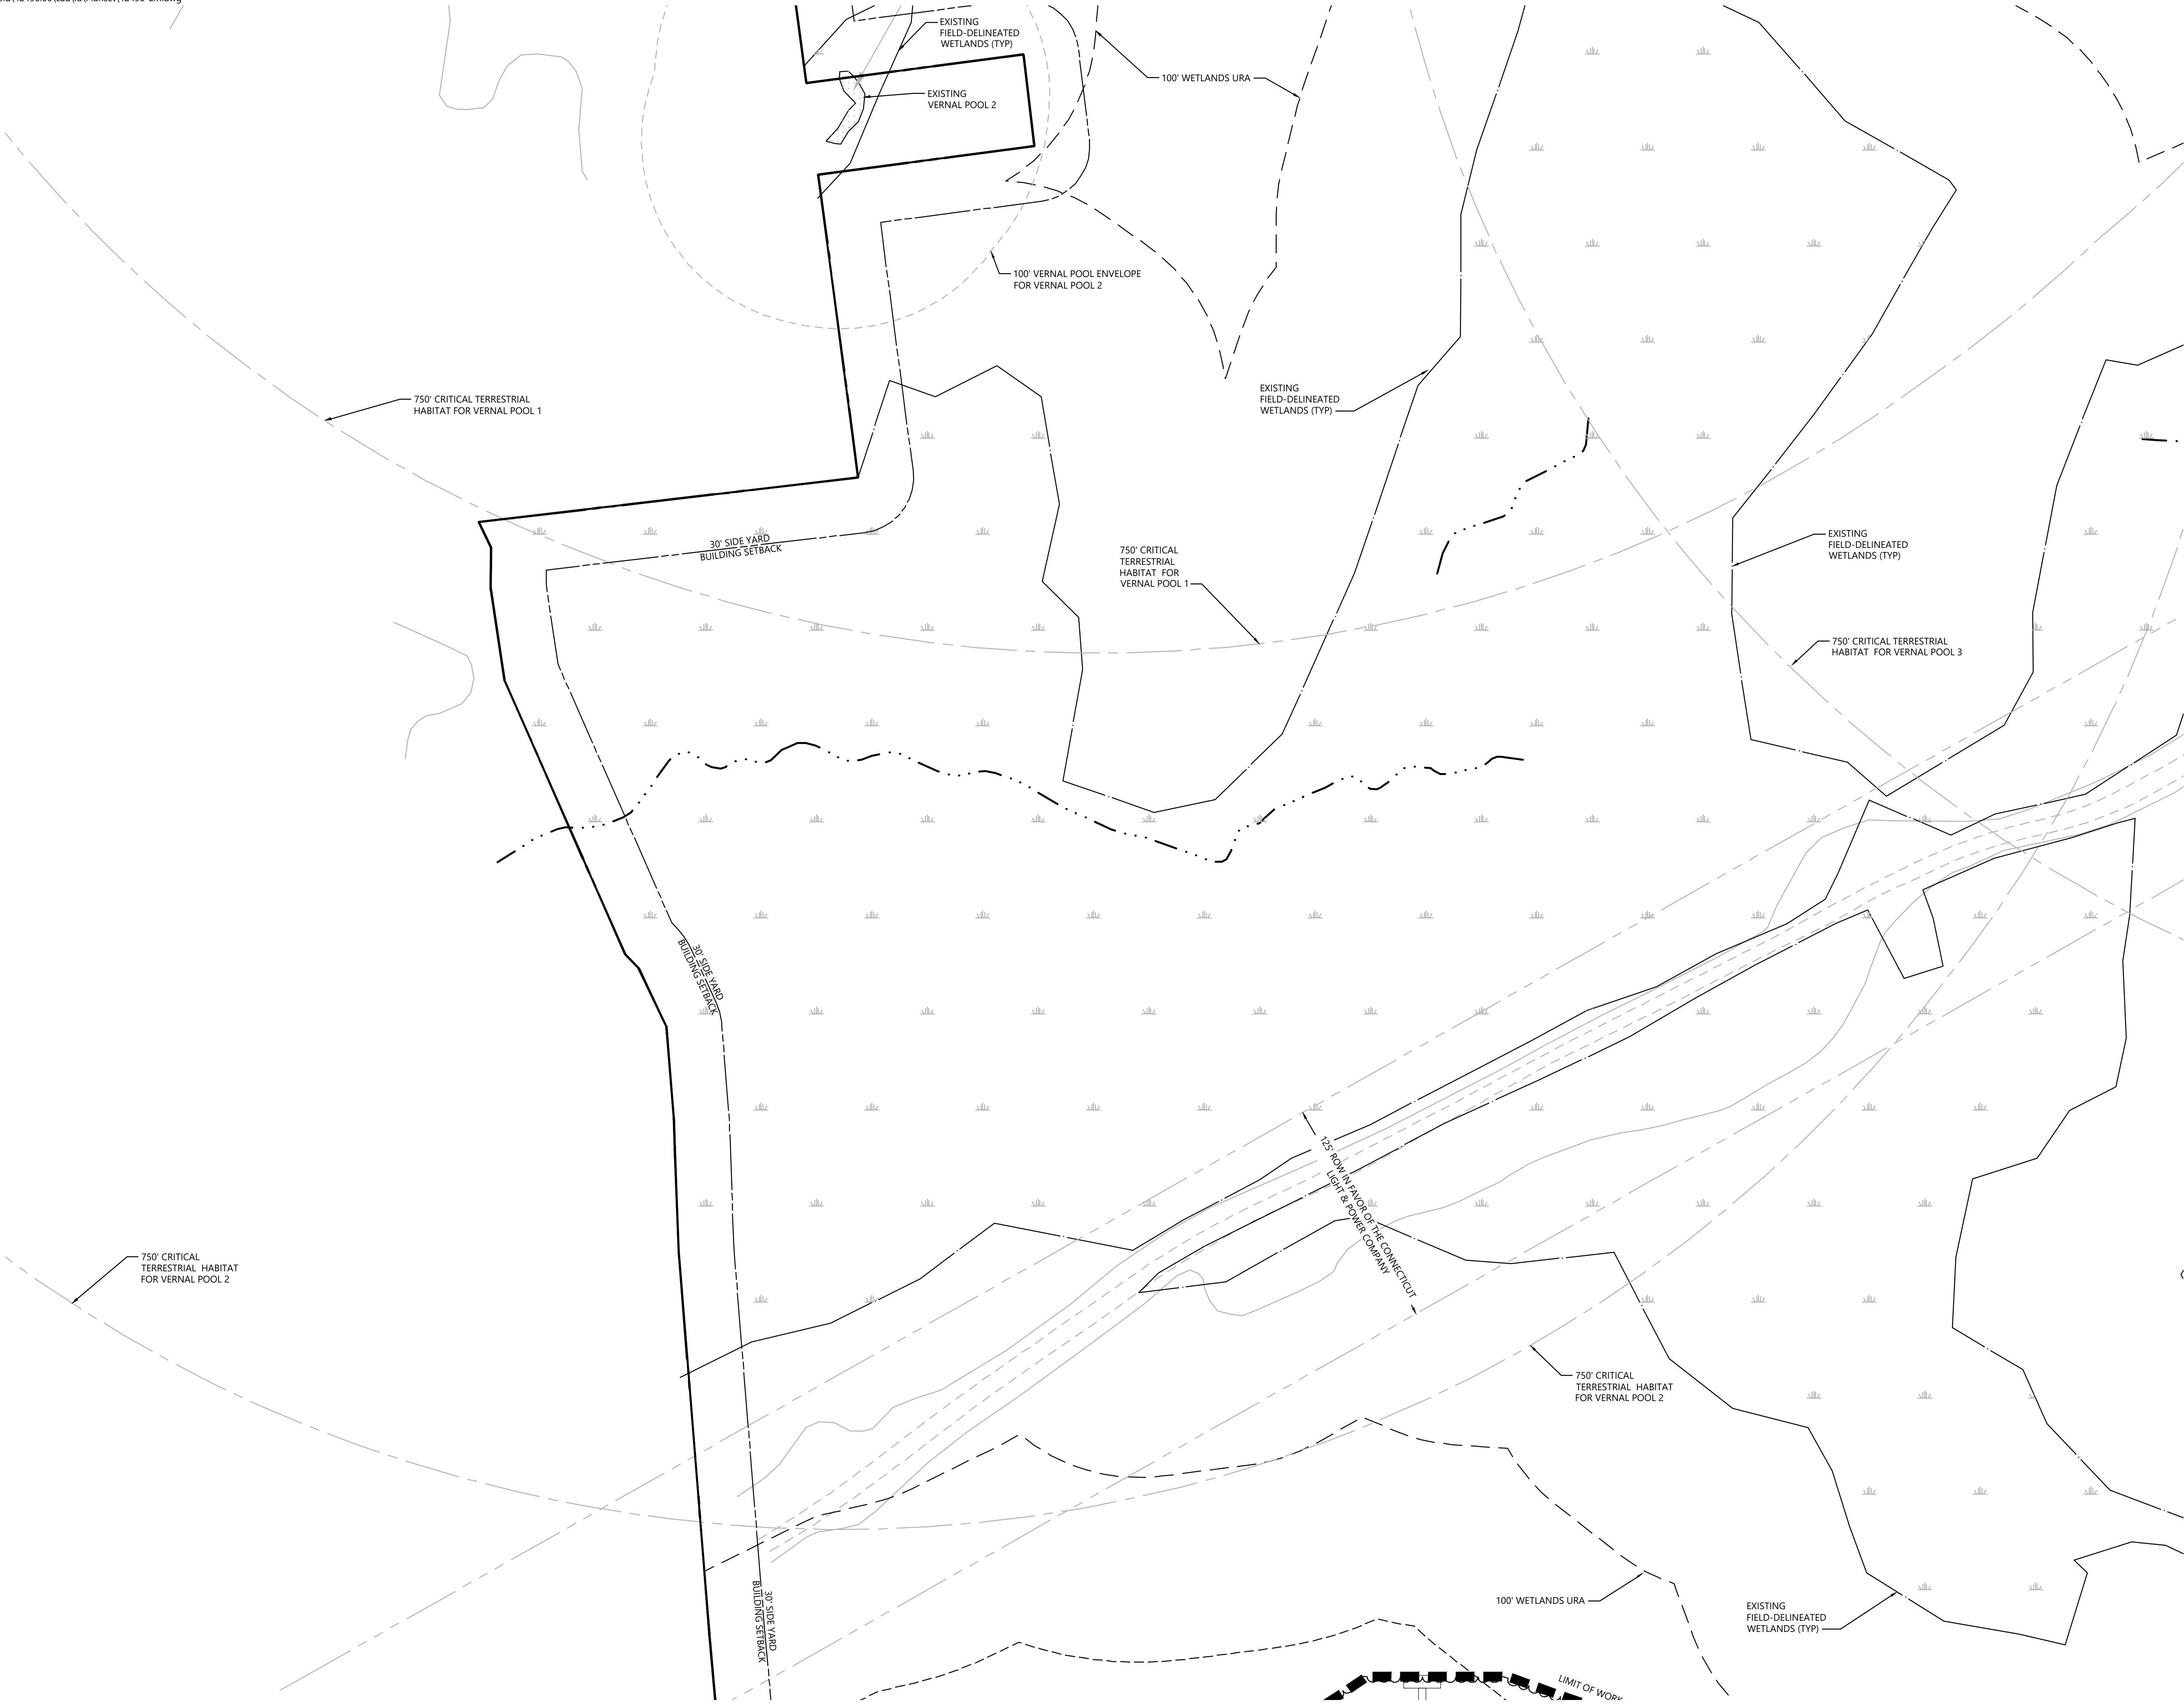 EXISTING
FIELD-DELINEATED
WETLANDS (TYP)
100' WETLANDS URA
EXISTING
VERNAL POOL 2
100' VERNAL POOL ENVELOPE
FOR VERNAL POOL 2
750' CRITICAL TERRESTRIAL
HABITAT FOR VERNAL POOL 1
EXISTING
FIELD-DELINEATED
WETLANDS (TYP)
30' SIDE YARD
BUILDING SETBACK
750' CRITICAL
TERRESTRIAL
HABITAT FOR
VERNAL POOL 1
EXISTING
FIELD-DELINEATED
WETLANDS (TYP)
750' CRITICAL TERRESTRIAL
HABITAT FOR VERNAL POOL 3
30' SIDE YARD
BUILDING SETBACK
125' ROW IN FAVOR OF THE CONNECTICUT
LIGHT & POWER COMPANY
750' CRITICAL
TERRESTRIAL HABITAT
FOR VERNAL POOL 2
750' CRITICAL
TERRESTRIAL HABITAT
FOR VERNAL POOL 2
30' SIDE YARD
BUILDING SETBACK
100' WETLANDS URA
EXISTING
FIELD-DELINEATED
WETLANDS (TYP)
LIMIT OF WORK